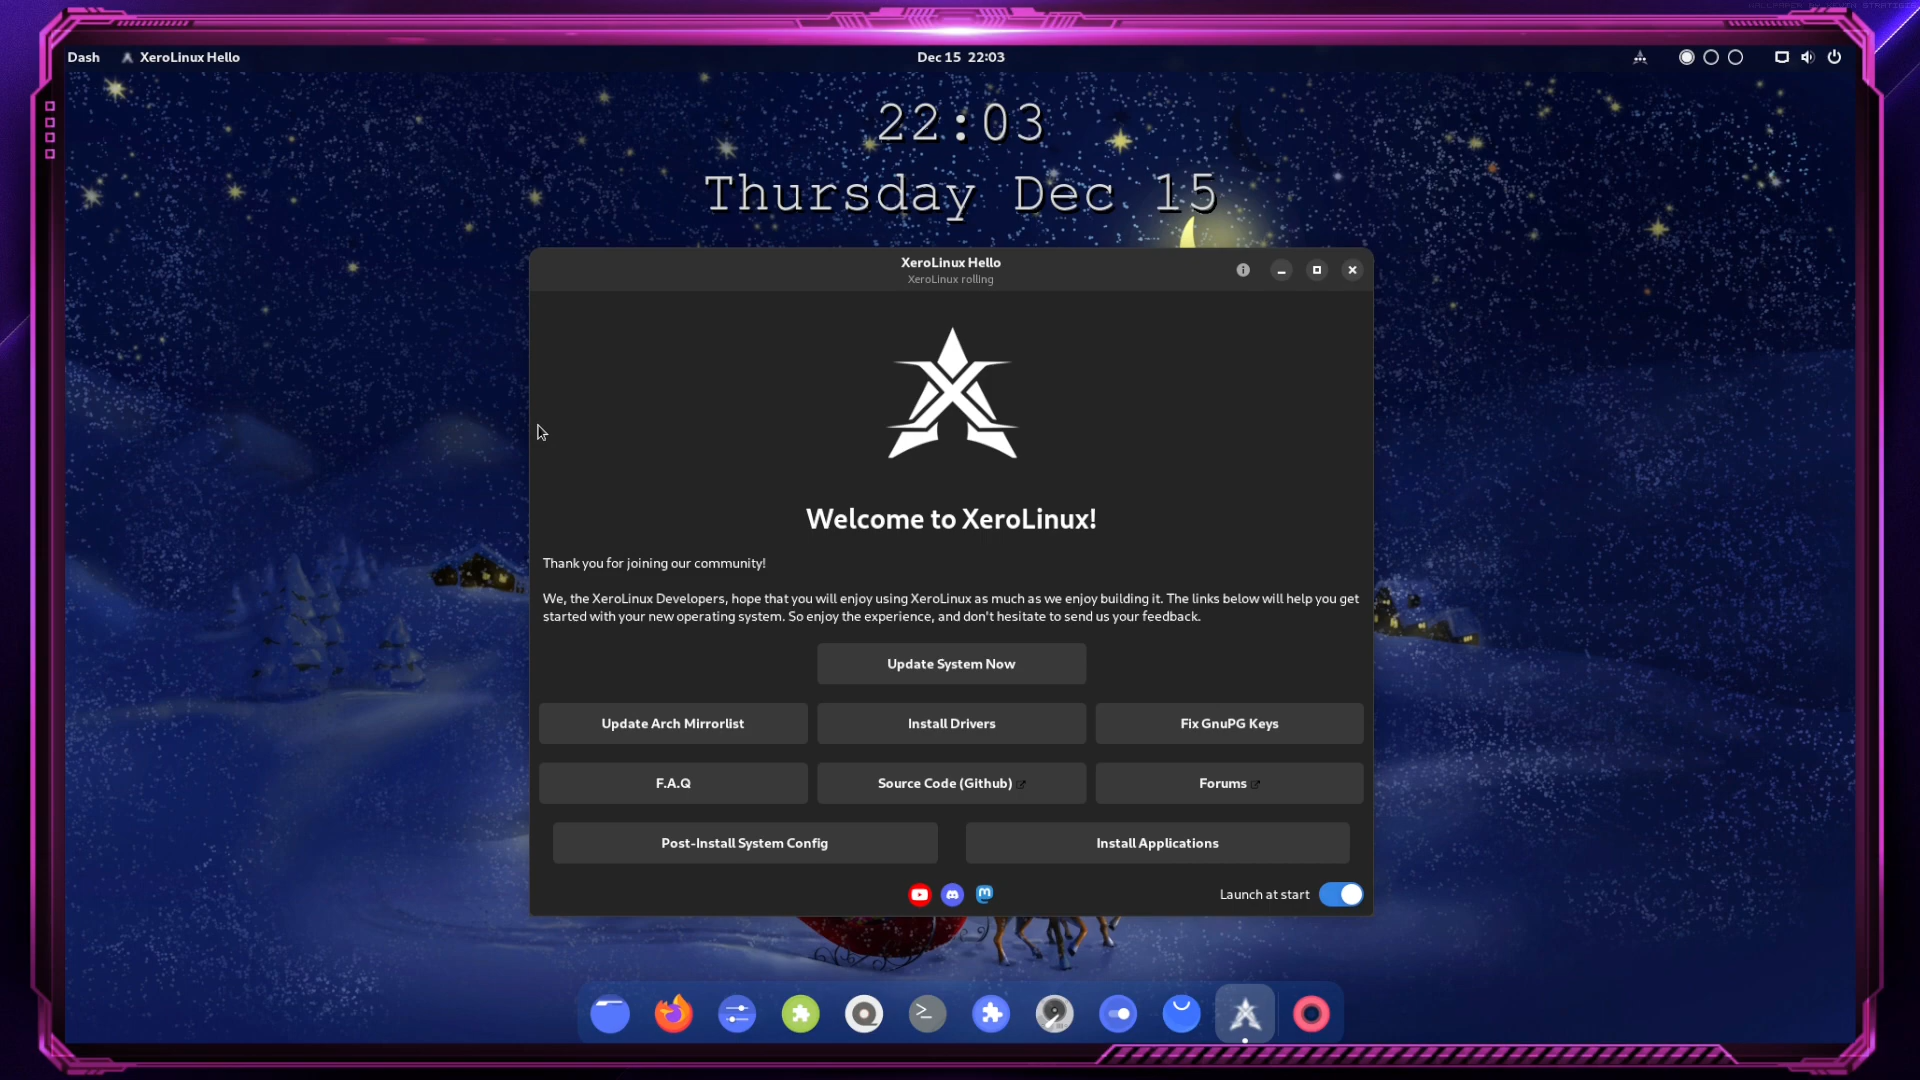 Dash XeroLinux Hello Dec 15 22:03
22:03
Thursday Dec 15
XeroLinux Hello
XeroLinux rolling
Welcome to XeroLinux!
Thank you for joining our community!
We, the XeroLinux Developers, hope that you will enjoy using XeroLinux as much as we enjoy building it. The links below will help you get
started with your new operating system. So enjoy the experience, and don't hesitate to send us your feedback.
Update System Now
Update Arch Mirrorlist Install Drivers Fix GnuPG Keys
F.A.Q Source Code (Github) Forums
Post-Install System Config Install Applications
Launch at start